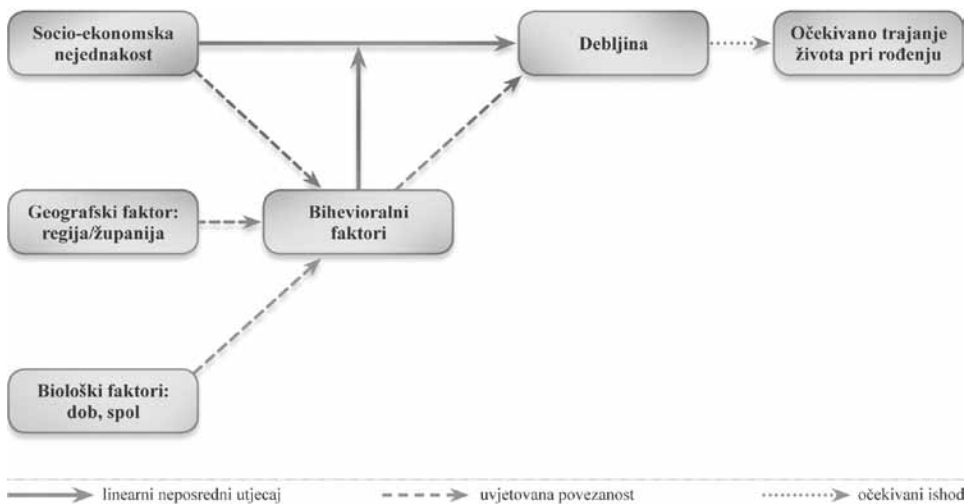 Socio-ekonomska
nejednakost
Debljina
Očekivano trajanje
života pri rođenju
Geografski faktor:
regija/županija
Bihevioralni
faktori
Biološki faktori:
dob, spol
linearni neposredni utjecaj
uvjetovana povezanost
očekivani ishod